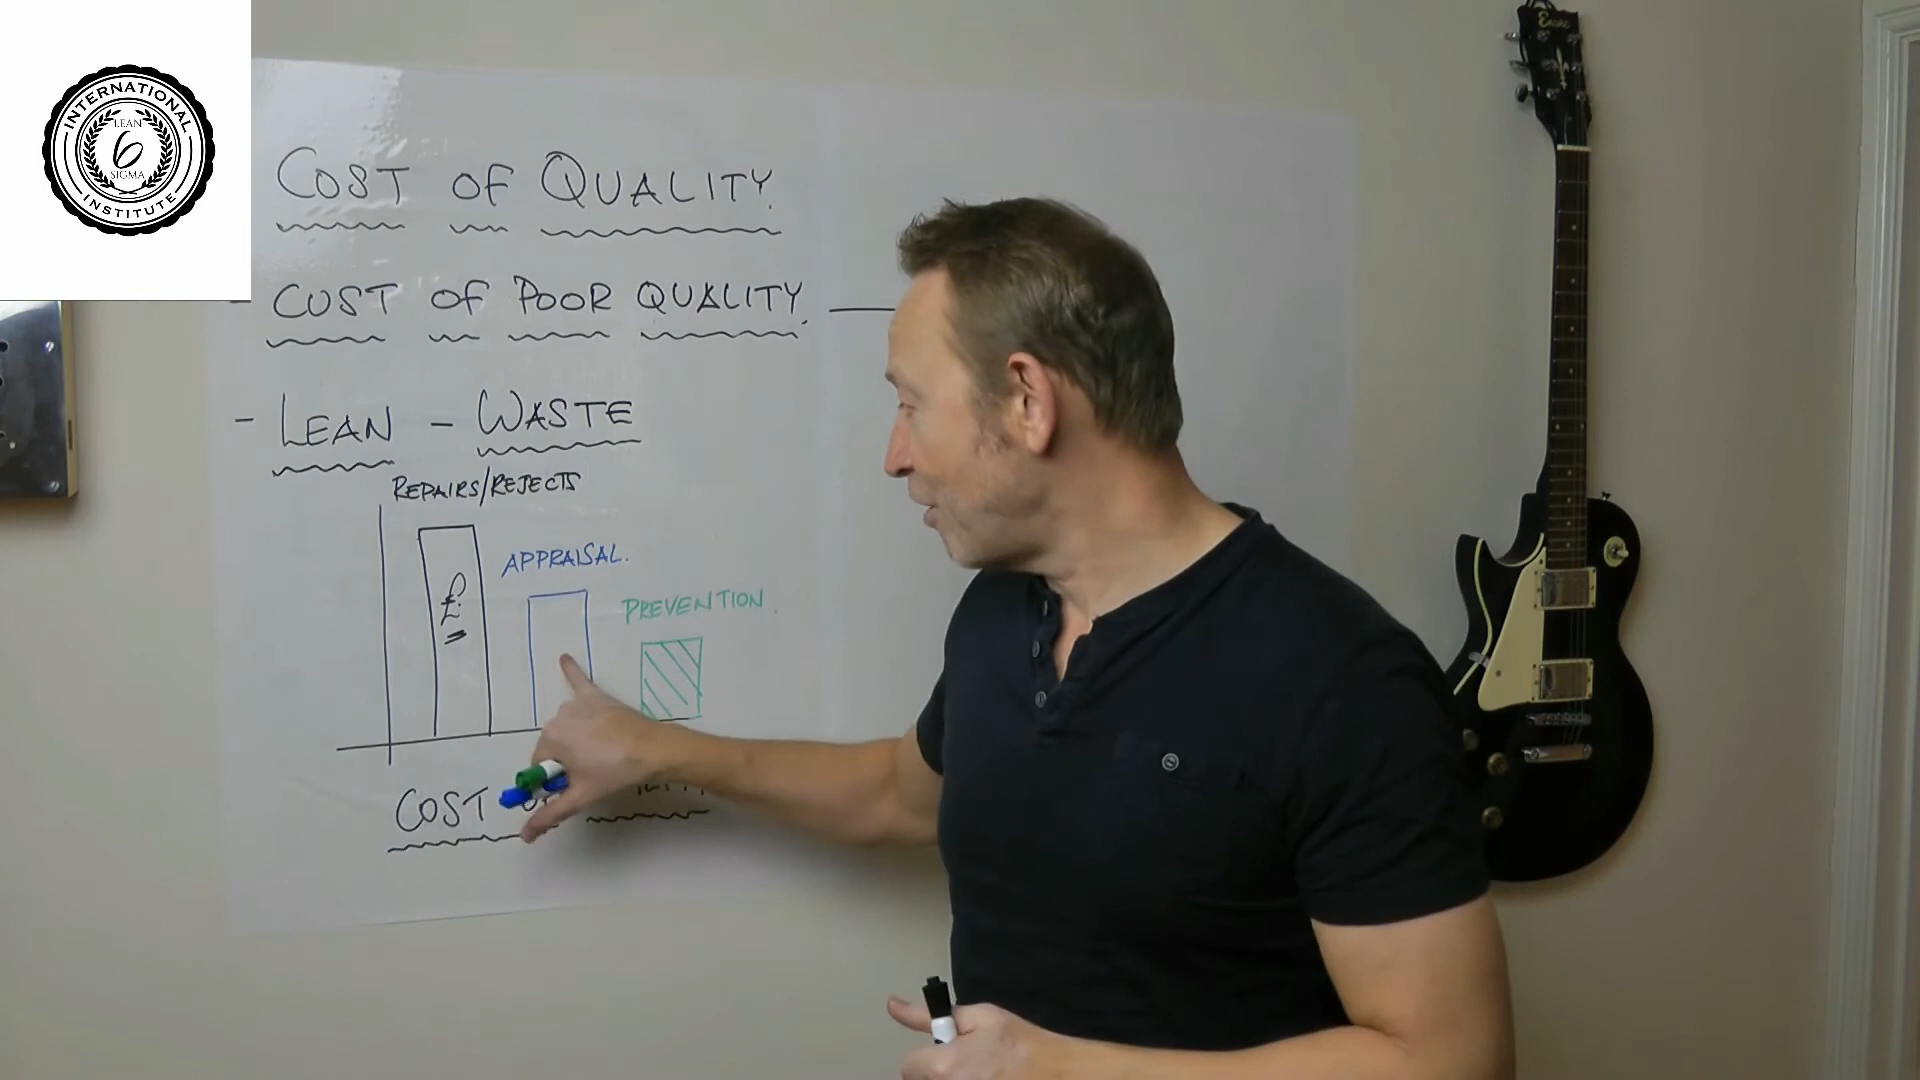 INTERNATIONAL
LEAN
6
SIGMA
INSTITUTE
COST OF QUALITY.
- COST OF POOR QUALITY. —
- LEAN - WASTE
REPAIRS/REJECTS
£
APPRAISAL.
PREVENTION.
COST